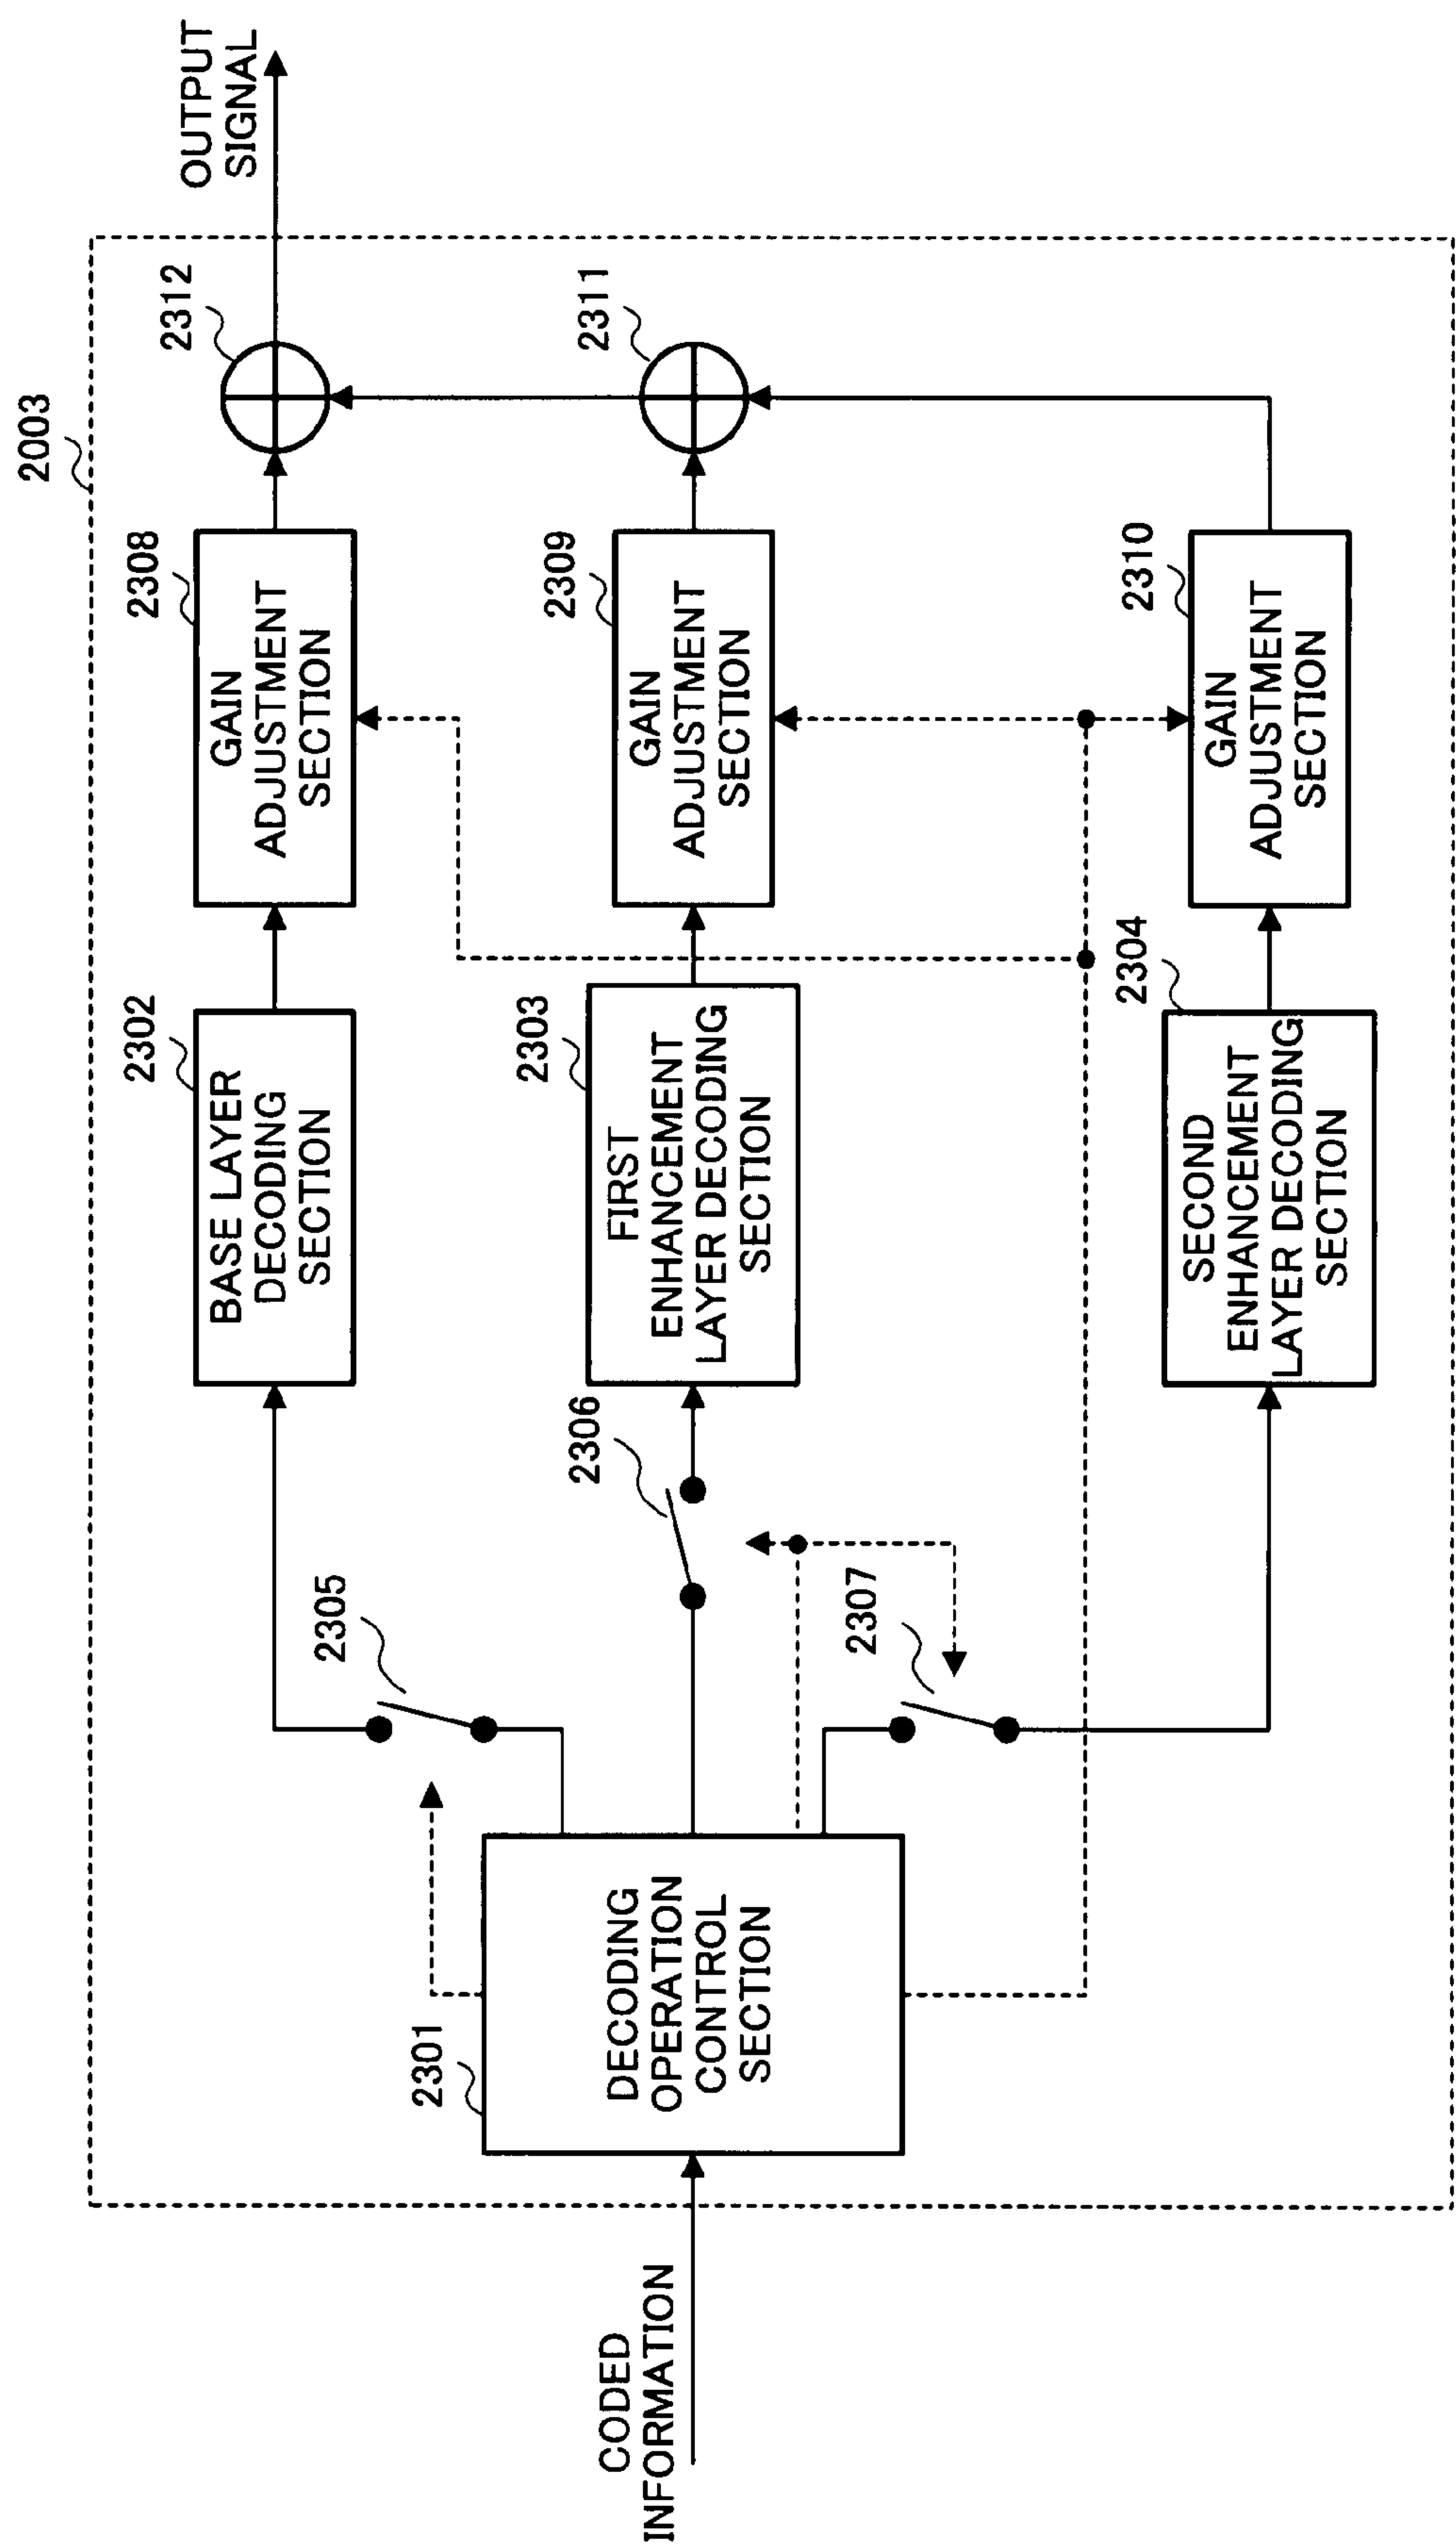 2003
CODED
INFORMATION
2301
DECODING
OPERATION
CONTROL
SECTION
2305
2306
2307
2302
BASE LAYER
DECODING
SECTION
2303
FIRST
ENHANCEMENT
LAYER DECODING
SECTION
2304
SECOND
ENHANCEMENT
LAYER DECODING
SECTION
2308
GAIN
ADJUSTMENT
SECTION
2309
GAIN
ADJUSTMENT
SECTION
2310
GAIN
ADJUSTMENT
SECTION
2312
2311
OUTPUT
SIGNAL